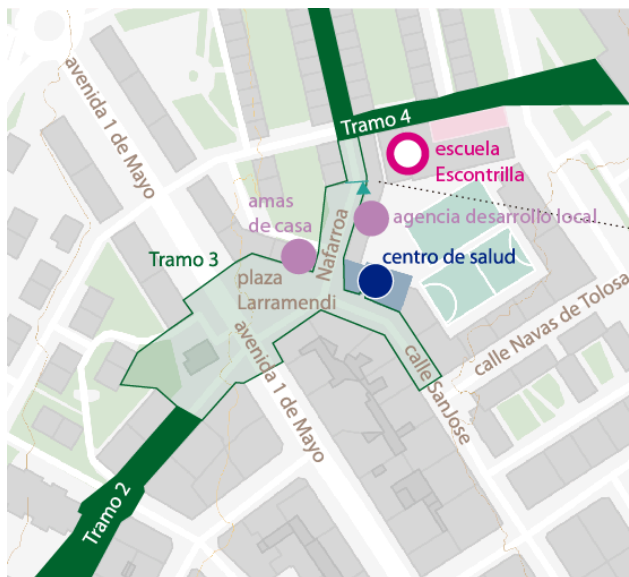 avenida 1 de Mayo
Tramo 4
escuela
Escontrilla
amas
de casa
agencia desarrollo local
Nafarroa
centro de salud
Tramo 3
plaza
Larramendi
avenida 1 de Mayo
calle Navas de Tolosa
calle SanJose
Tramo 2